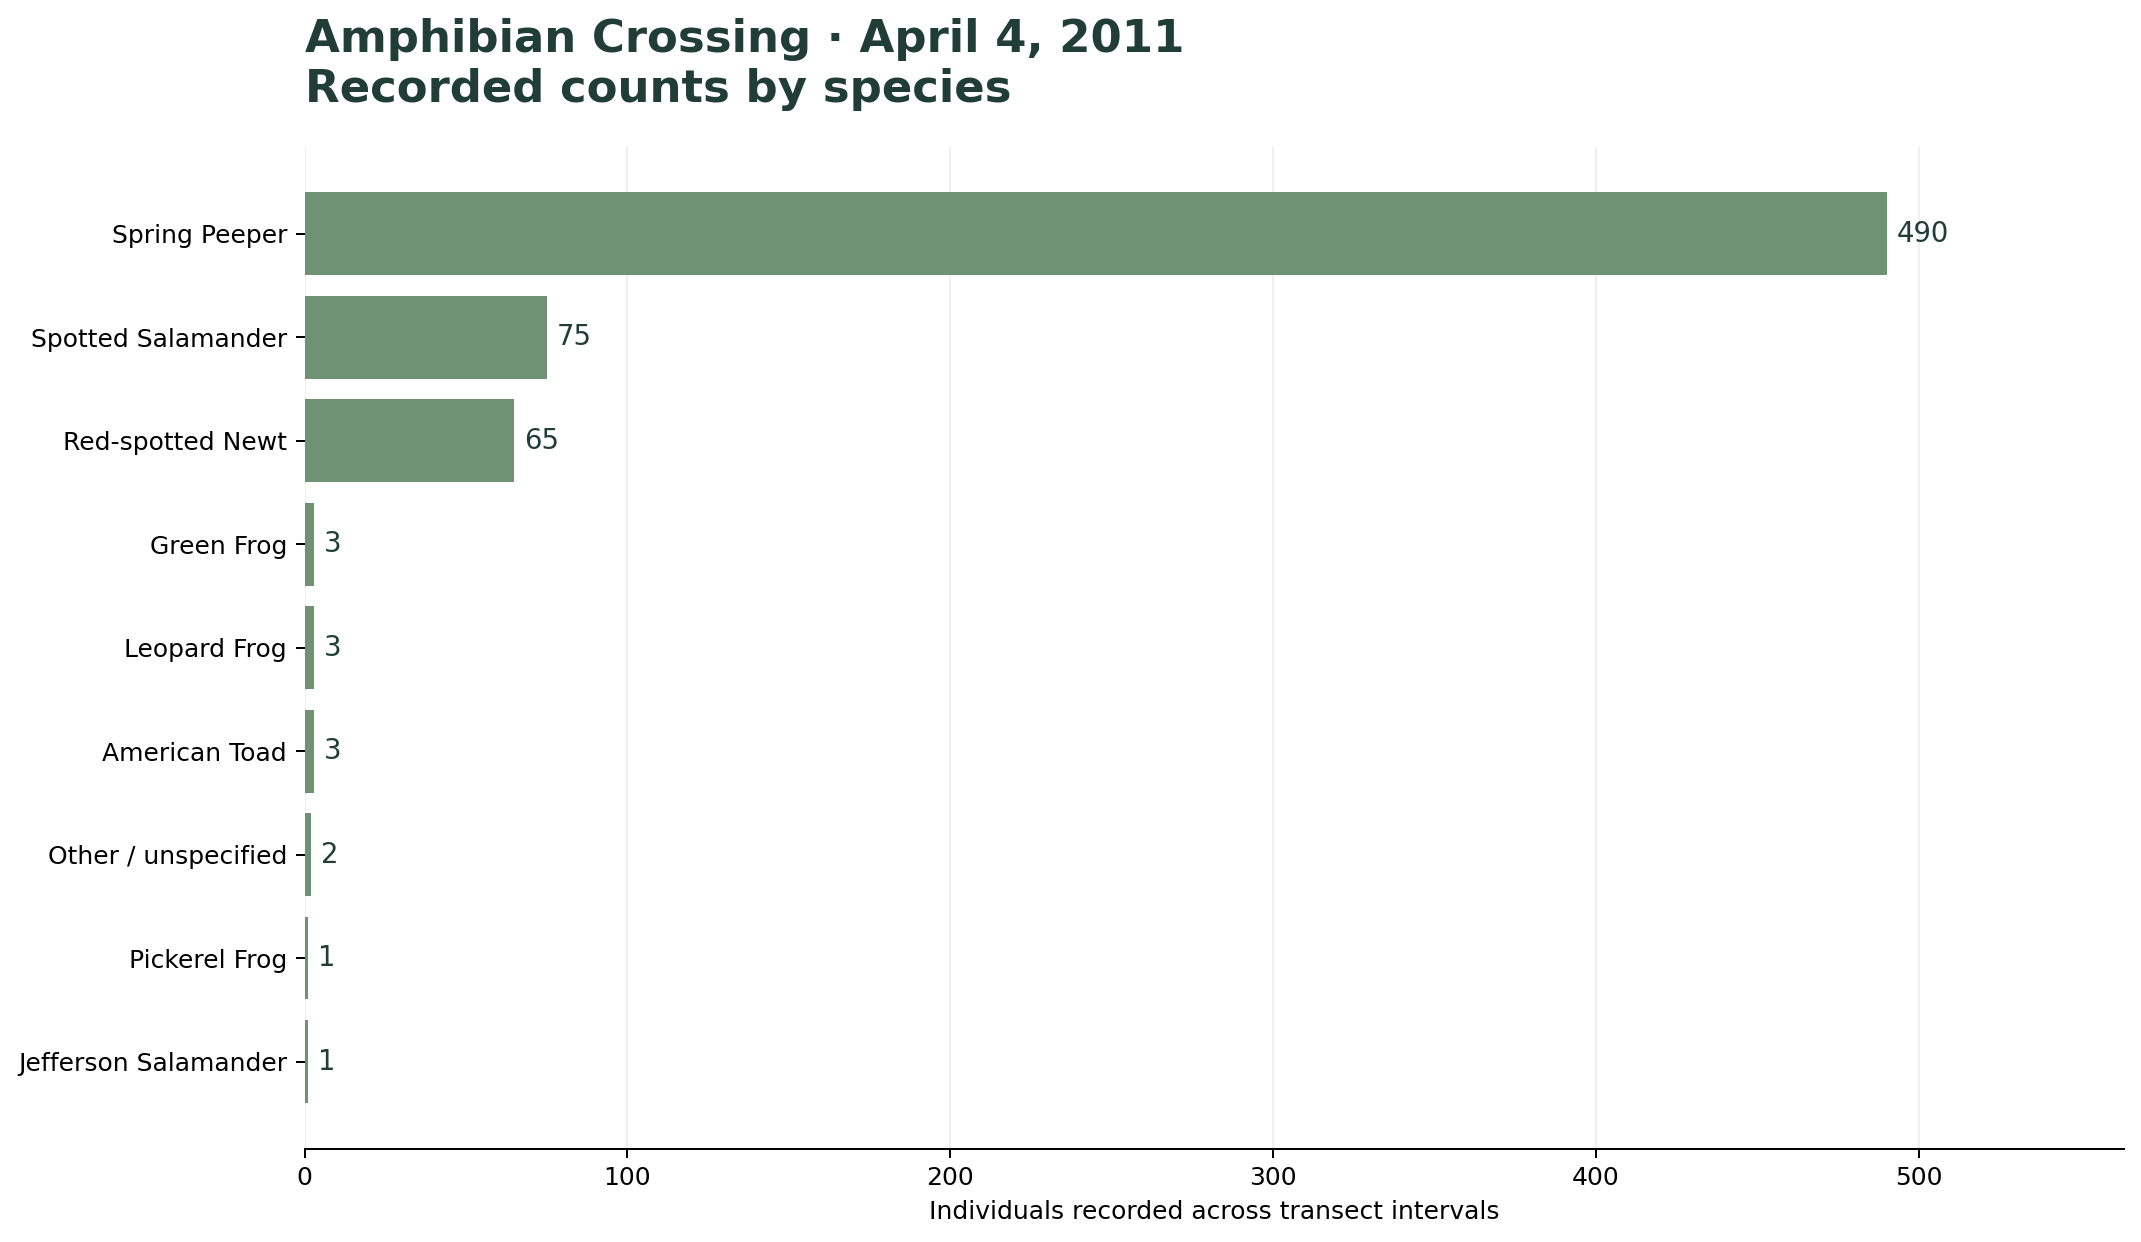 Amphibian Crossing · April 4, 2011
Recorded counts by species
Spring Peeper 490
Spotted Salamander 75
Red-spotted Newt 65
Green Frog 3
Leopard Frog 3
American Toad 3
Other / unspecified 2
Pickerel Frog 1
Jefferson Salamander 1
0 100 200 300 400 500
Individuals recorded across transect intervals